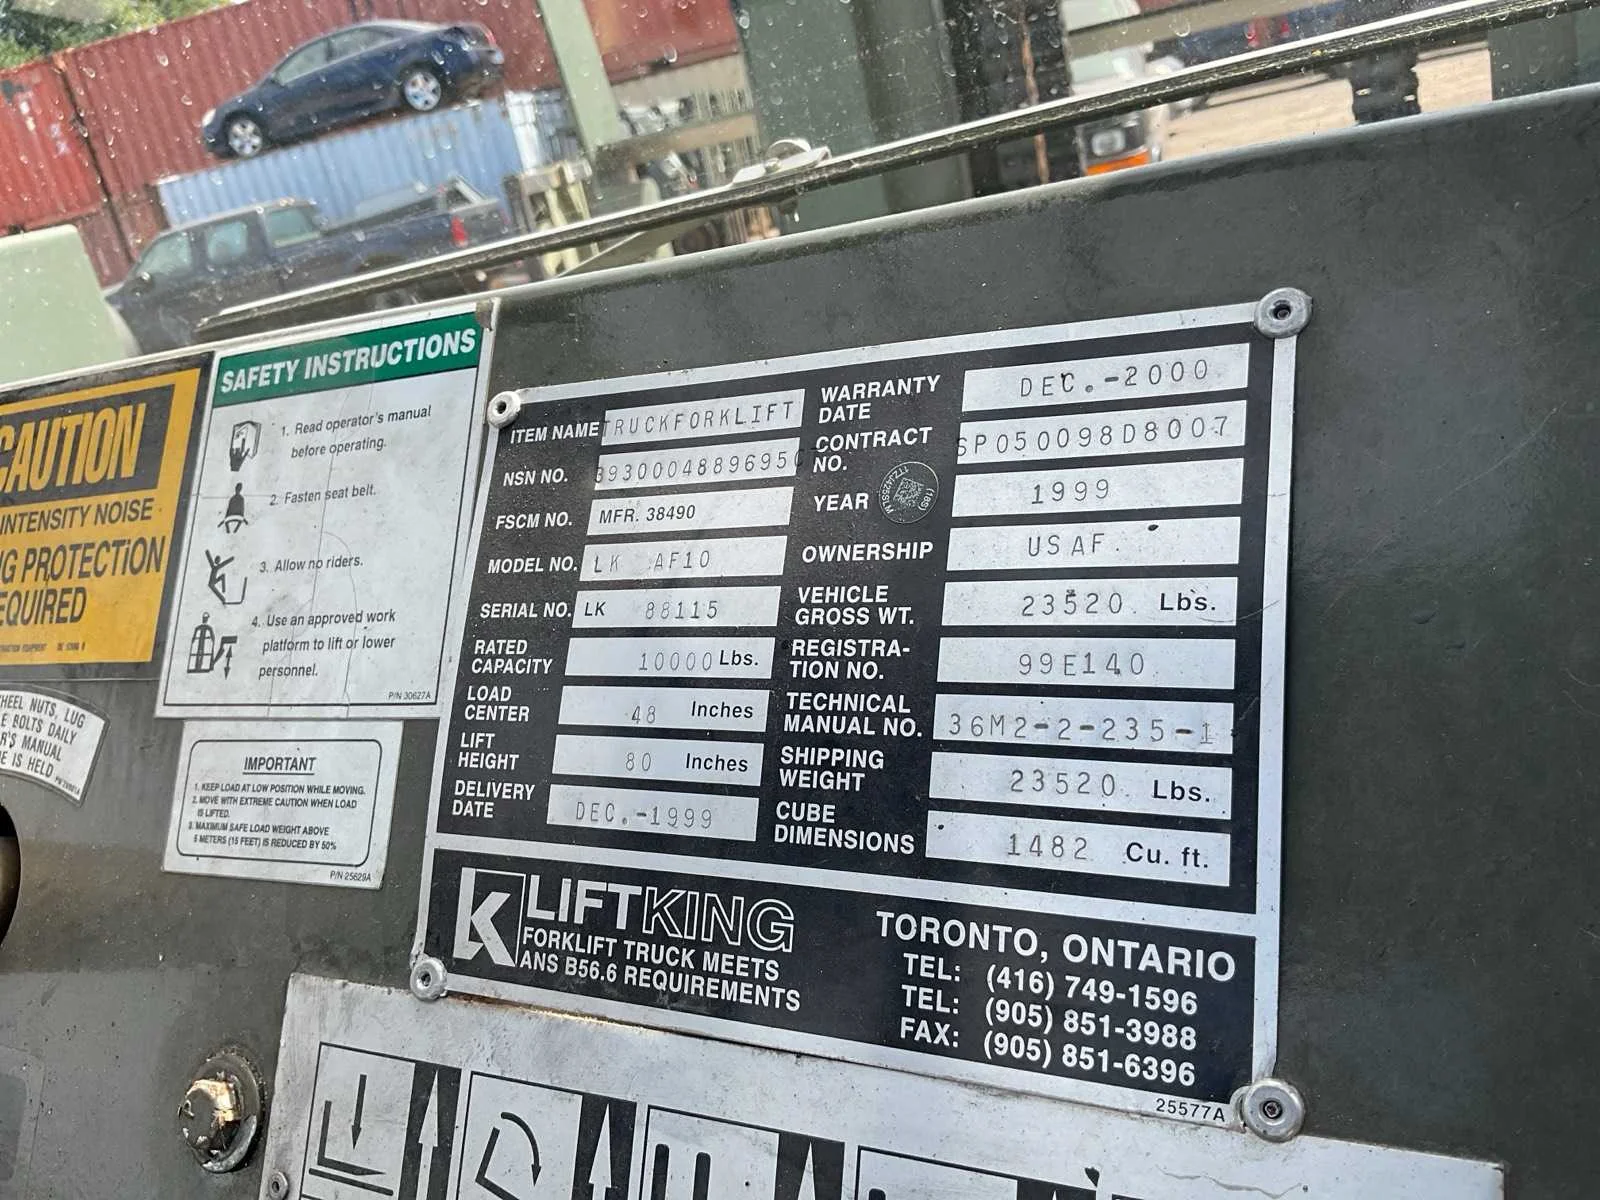 CAUTION
INTENSITY NOISE
PROTECTION
SAFETY INSTRUCTIONS
1. Read operator's manual
before operating.
2. Fasten seat belt.
3. Allow no riders.
4. Use an approved work
platform to lift or lower
personnel.
P/N 30627A
HEEL NUTS, LUG
BOLTS DAILY
R'S MANUAL
IS HELD
IMPORTANT
1. KEEP LOAD AT LOW POSITION WHILE MOVING.
2. MOVE WITH EXTREME CAUTION WHEN LOAD
IS LIFTED.
3. MAXIMUM SAFE LOAD WEIGHT ABOVE
5 METERS (15 FEET) IS REDUCED BY 50%
P/N 25629A
ITEM NAME TRUCKFORKLIFT
NSN NO. 3930004889695C
FSCM NO. MFR. 38490
MODEL NO. LK AF10
SERIAL NO. LK 88115
RATED CAPACITY 10000 Lbs.
LOAD CENTER 48 Inches
LIFT HEIGHT 80 Inches
DELIVERY DATE DEC.-1999
WARRANTY DATE DEC.-2000
CONTRACT NO. SP050098D8007
YEAR 1999
OWNERSHIP USAF
VEHICLE GROSS WT. 23520 Lbs.
REGISTRA-
TION NO. 99E140
TECHNICAL MANUAL NO. 36M2-2-235-1
SHIPPING WEIGHT 23520 Lbs.
CUBE DIMENSIONS 1482 Cu. ft.
K LIFTKING
FORKLIFT TRUCK MEETS
ANS B56.6 REQUIREMENTS
TORONTO, ONTARIO
TEL: (416) 749-1596
TEL: (905) 851-3988
FAX: (905) 851-6396
25577A